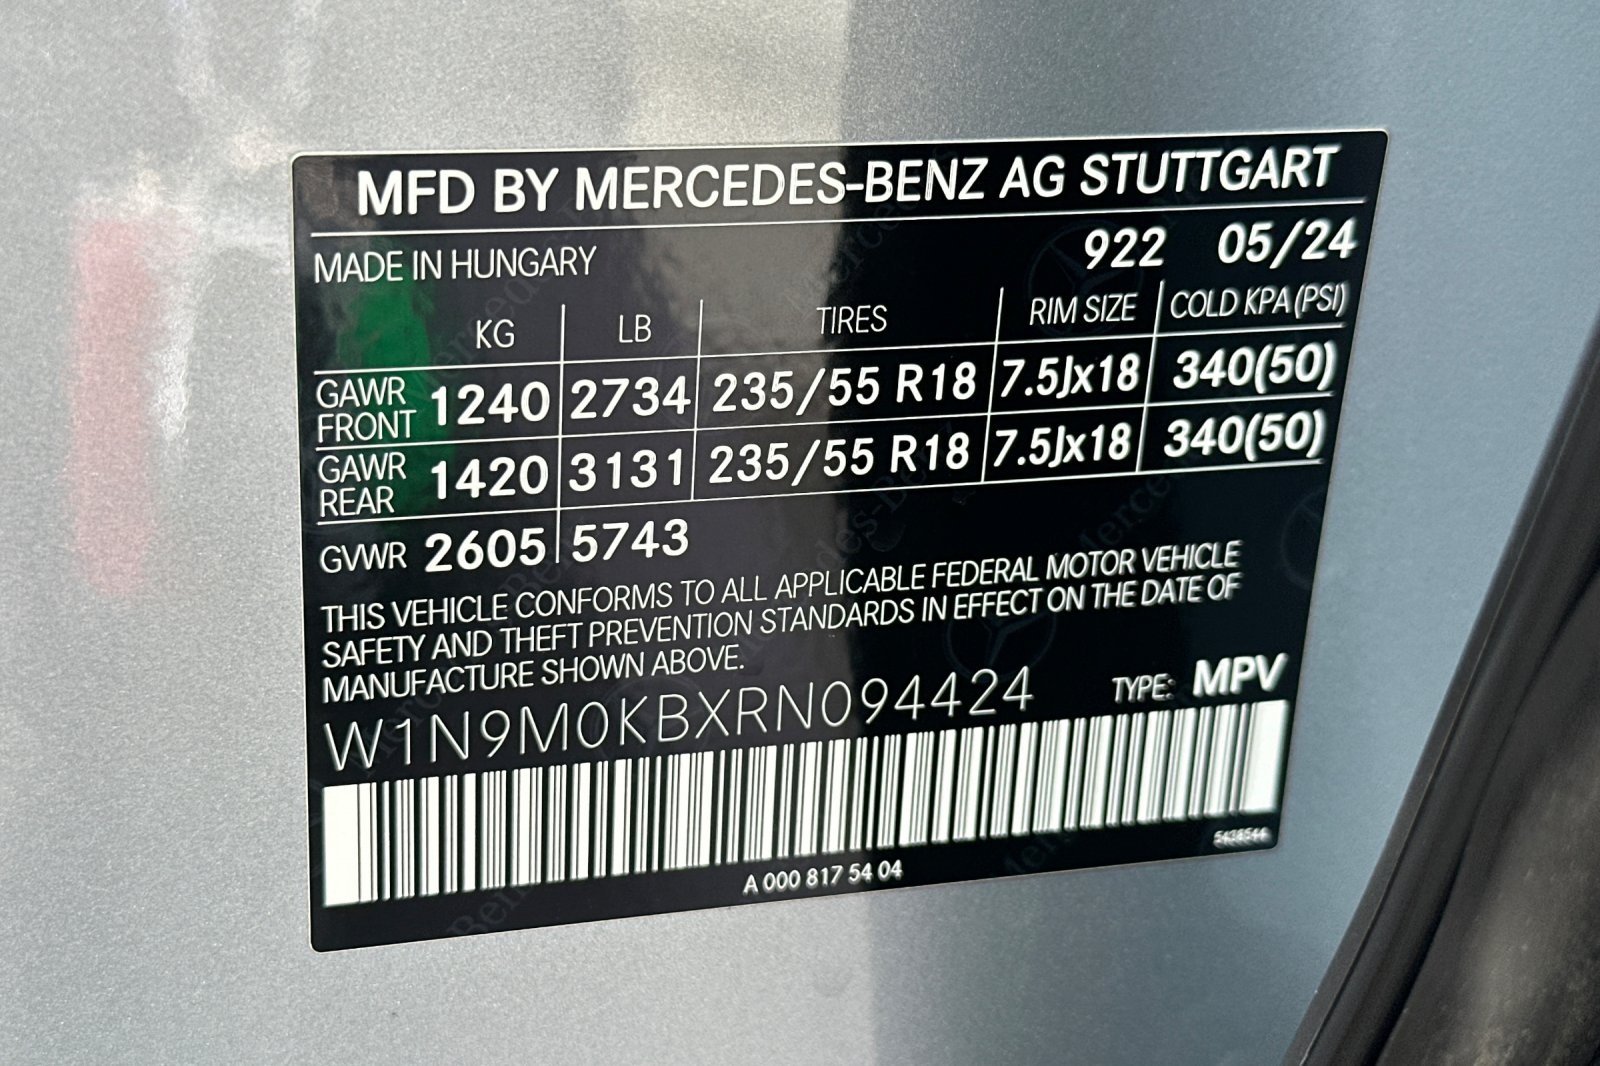 MFD BY MERCEDES-BENZ AG STUTTGART
MADE IN HUNGARY 922 05/24
KG LB TIRES RIM SIZE COLD KPA (PSI)
GAWR FRONT 1240 2734 235/55 R18 7.5Jx18 340(50)
GAWR REAR 1420 3131 235/55 R18 7.5Jx18 340(50)
GVWR 2605 5743
THIS VEHICLE CONFORMS TO ALL APPLICABLE FEDERAL MOTOR VEHICLE
SAFETY AND THEFT PREVENTION STANDARDS IN EFFECT ON THE DATE OF
MANUFACTURE SHOWN ABOVE.
W1N9M0KBXRN094424 TYPE: MPV
A 000 817 54 04